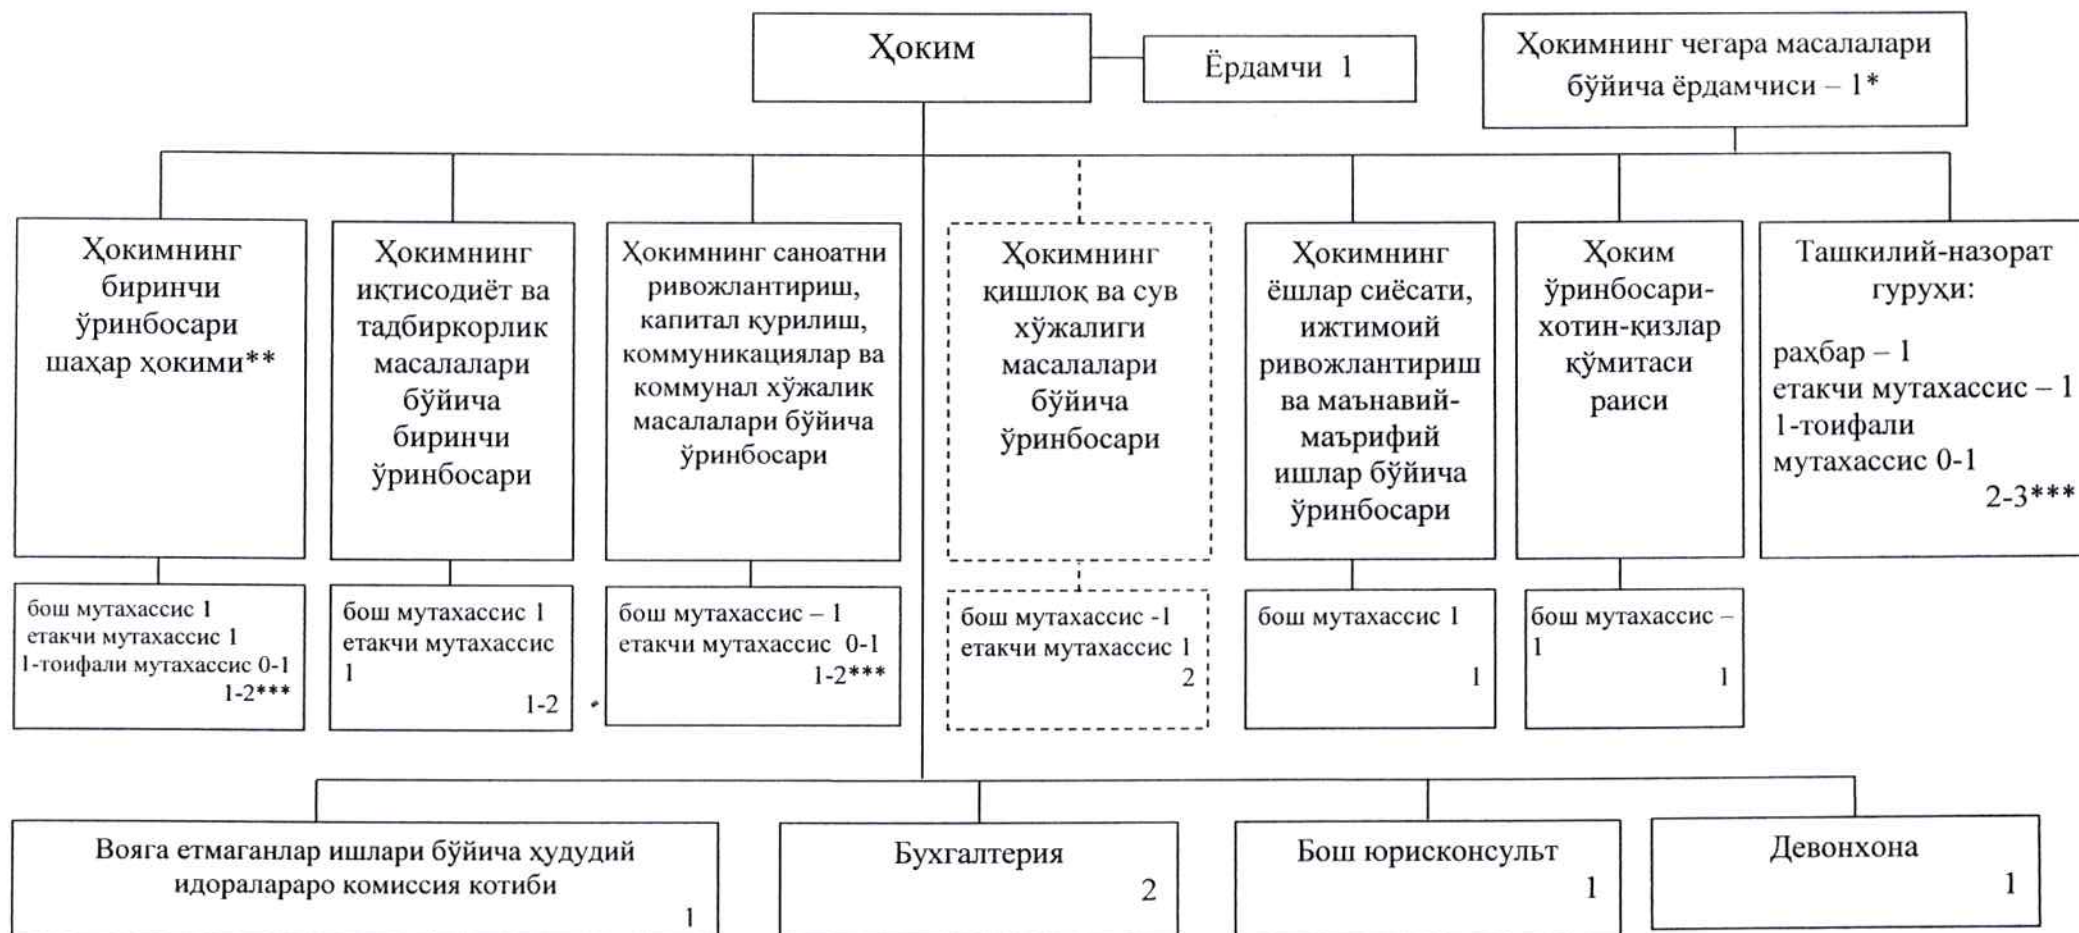 Ҳоким
Ёрдамчи 1
Ҳокимнинг чегара масалалари
бўйича ёрдамчиси – 1*
Ҳокимнинг
биринчи
ўринбосари
шаҳар ҳокими**
Ҳокимнинг
иқтисодиёт ва
тадбиркорлик
масалалари
бўйича
биринчи
ўринбосари
Ҳокимнинг саноатни
ривожлантириш,
капитал қурилиш,
коммуникациялар ва
коммунал хўжалик
масалалари бўйича
ўринбосари
Ҳокимнинг
қишлоқ ва сув
хўжалиги
масалалари
бўйича
ўринбосари
Ҳокимнинг
ёшлар сиёсати,
ижтимоий
ривожлантириш
ва маънавий-
маърифий
ишлар бўйича
ўринбосари
Ҳоким
ўринбосари-
хотин-қизлар
қўмитаси
раиси
Ташкилий-назорат
гуруҳи:
раҳбар – 1
етакчи мутахассис – 1
1-тоифали
мутахассис 0-1
2-3***
бош мутахассис 1
етакчи мутахассис 1
1-тоифали мутахассис 0-1
1-2***
бош мутахассис 1
етакчи мутахассис
1
1-2
бош мутахассис – 1
етакчи мутахассис 0-1
1-2***
бош мутахассис -1
етакчи мутахассис 1
2
бош мутахассис 1
1
бош мутахассис –
1
1
Вояга етмаганлар ишлари бўйича ҳудудий
идоралараро комиссия котиби
1
Бухгалтерия
2
Бош юрисконсульт
1
Девонхона
1